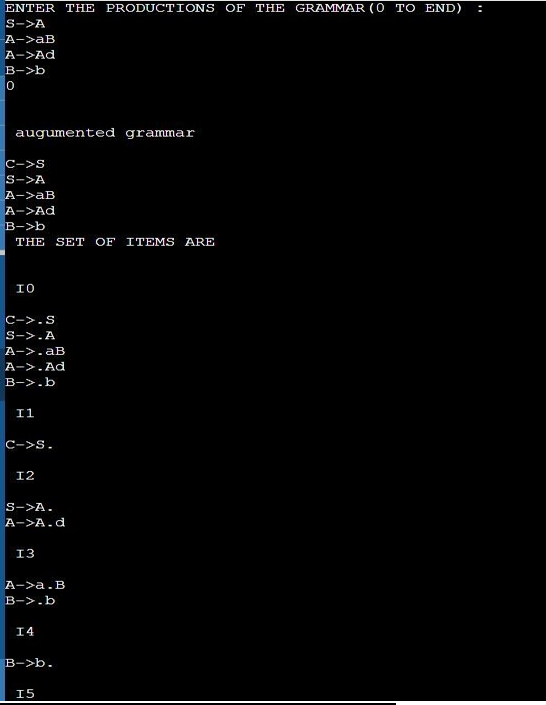 ENTER THE PRODUCTIONS OF THE GRAMMAR(0 TO END) :
S->A
A->aB
A->Ad
B->b
0
augumented grammar
C->S
S->A
A->aB
A->Ad
B->b
THE SET OF ITEMS ARE
I0
C->.S
S->.A
A->.aB
A->.Ad
B->.b
I1
C->S.
I2
S->A.
A->A.d
I3
A->a.B
B->.b
I4
B->b.
I5